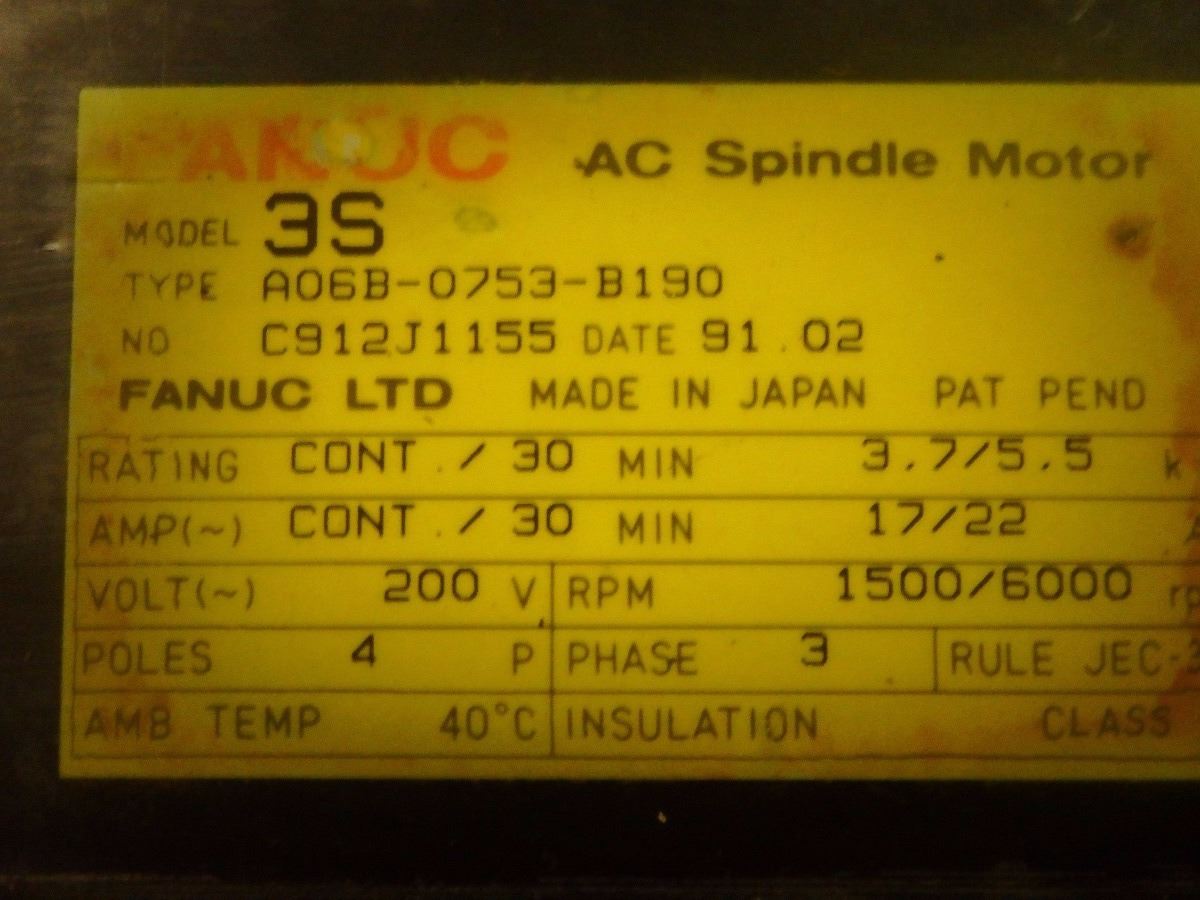 FANUC AC Spindle Motor
MODEL 3S
TYPE A06B-0753-B190
NO C912J1155 DATE 91.02
FANUC LTD MADE IN JAPAN PAT PEND
RATING CONT. / 30 MIN 3.7/5.5 k
AMP(~) CONT. / 30 MIN 17/22
VOLT(~) 200 V RPM 1500/6000 rp
POLES 4 P PHASE 3 RULE JEC-
AMB TEMP 40°C INSULATION CLASS